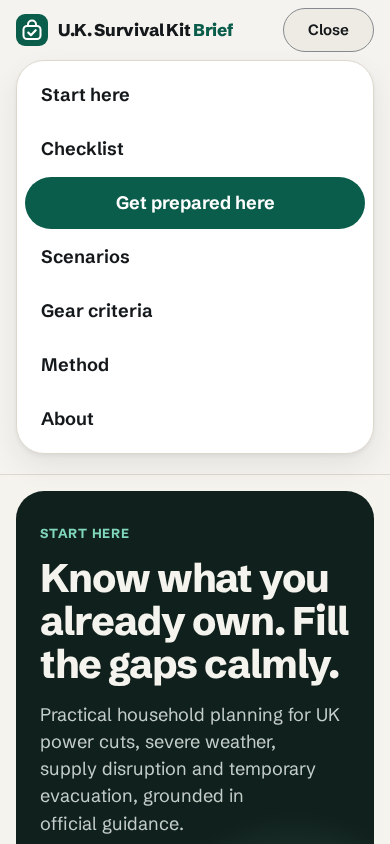 U.K. Survival Kit Brief
Close
Start here
Checklist
Get prepared here
Scenarios
Gear criteria
Method
About
START HERE
Know what you
already own. Fill
the gaps calmly.
Practical household planning for UK
power cuts, severe weather,
supply disruption and temporary
evacuation, grounded in
official guidance.